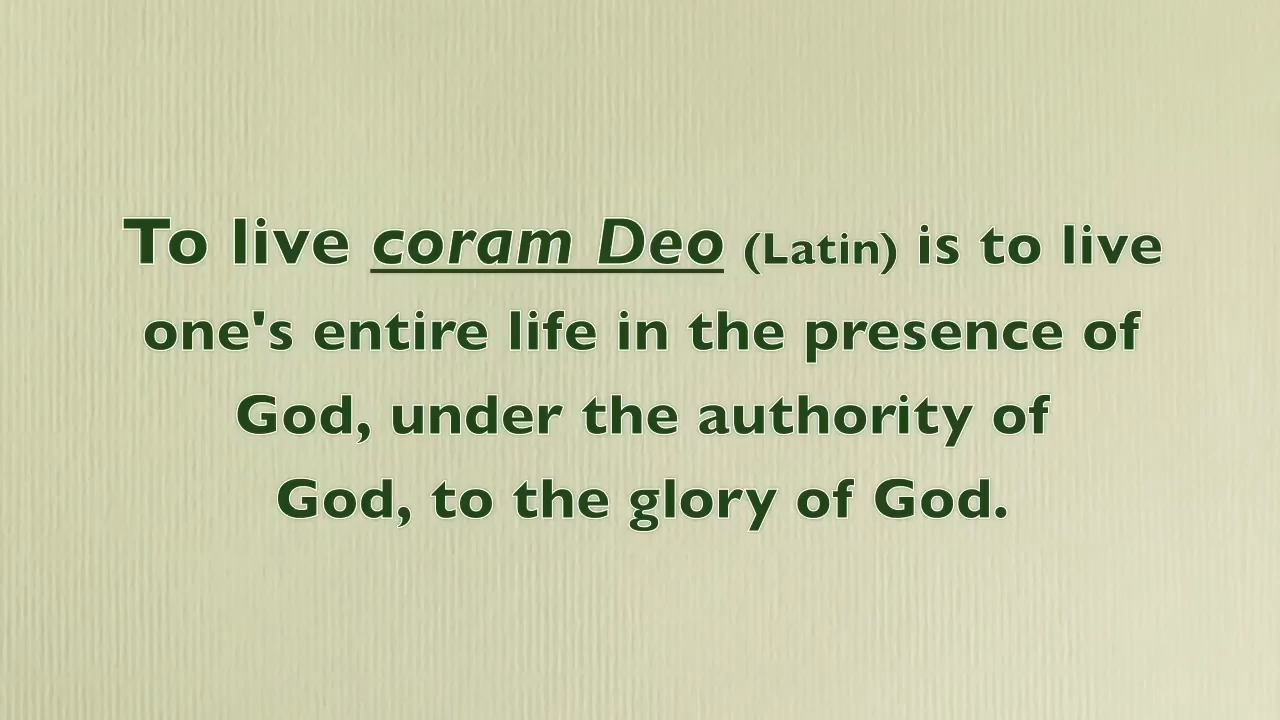 To live coram Deo (Latin) is to live
one's entire life in the presence of
God, under the authority of
God, to the glory of God.